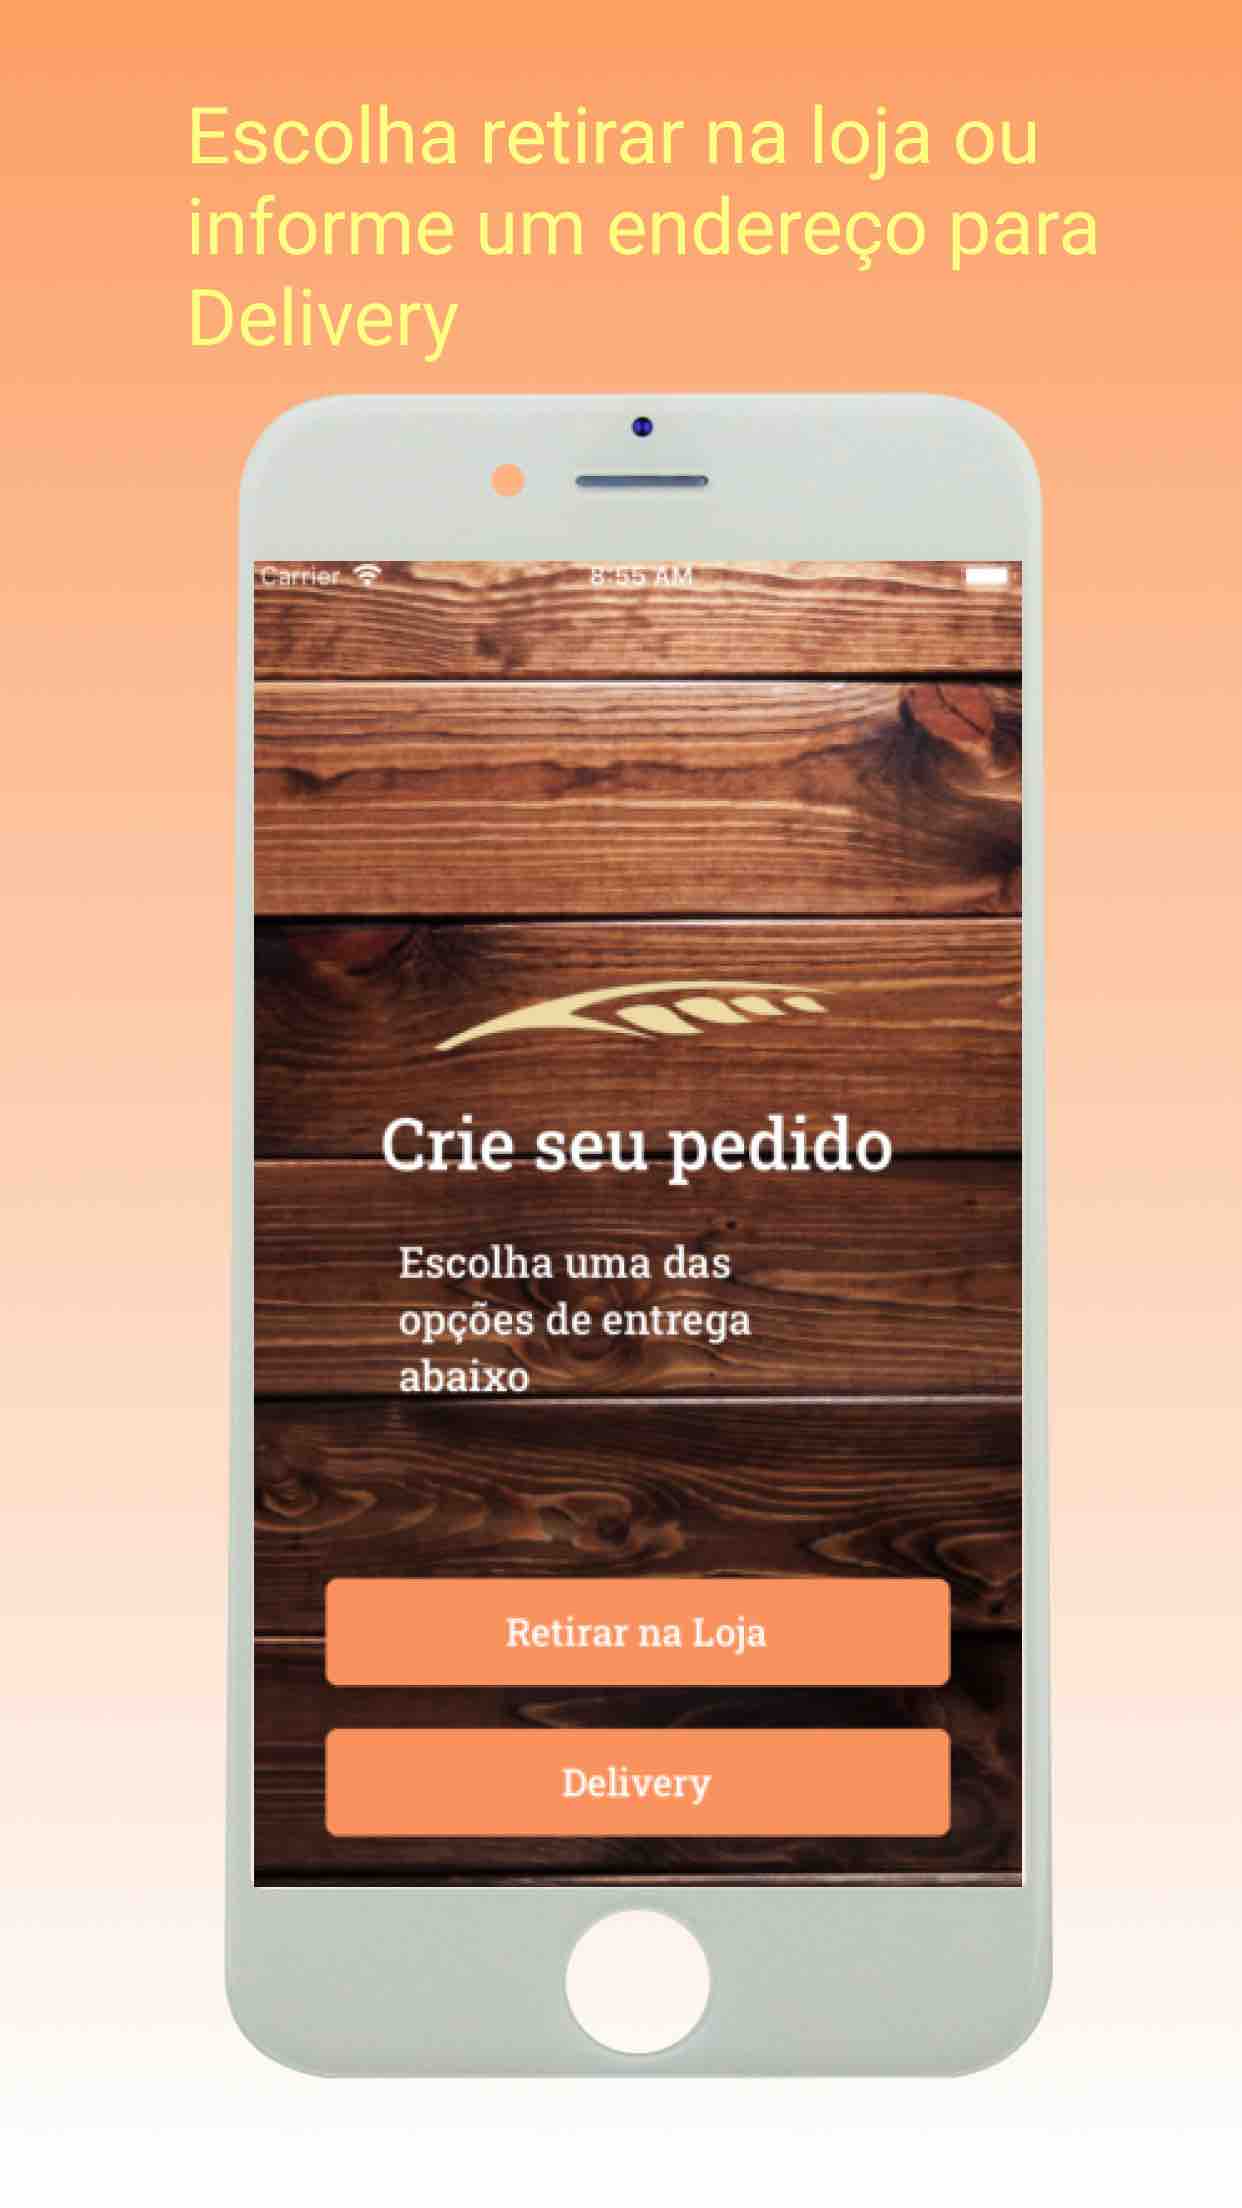 Escolha retirar na loja ou
informe um endereço para
Delivery
Carrier 8:55 AM
Crie seu pedido
Escolha uma das
opções de entrega
abaixo
Retirar na Loja
Delivery